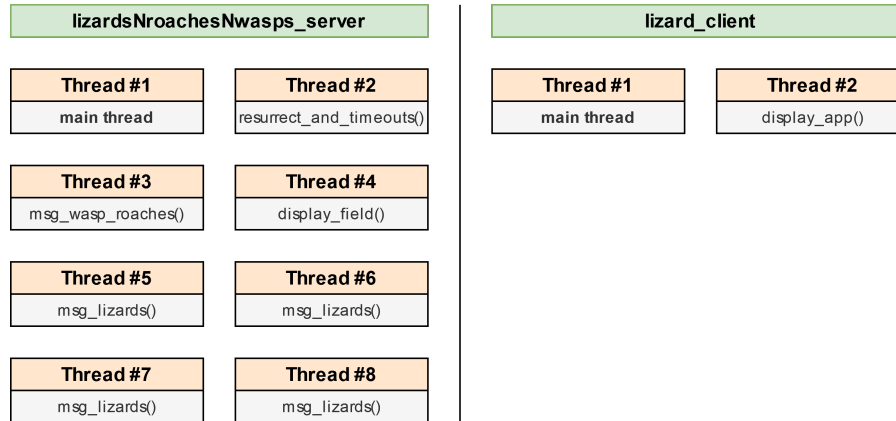 lizardsNroachesNwasps_server
lizard_client
Thread #1
main thread
Thread #2
resurrect_and_timeouts()
Thread #1
main thread
Thread #2
display_app()
Thread #3
msg_wasp_roaches()
Thread #4
display_field()
Thread #5
msg_lizards()
Thread #6
msg_lizards()
Thread #7
msg_lizards()
Thread #8
msg_lizards()